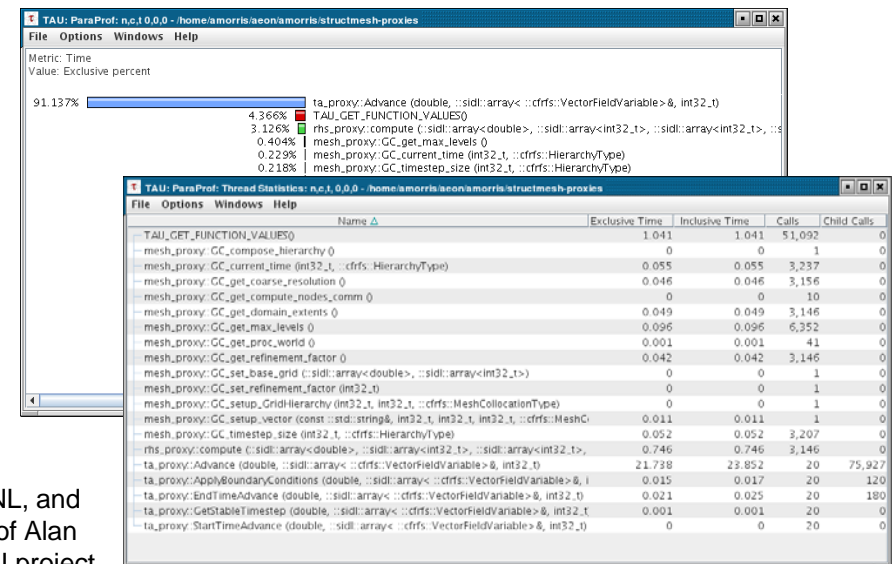 TAU: ParaProf: n,c,t 0,0,0 - /home/amorris/aeon/amorris/structmesh-proxies
File Options Windows Help
Metric: Time
Value: Exclusive percent
91.137% ta_proxy::Advance (double, ::sidl::array< ::cfrfs::VectorFieldVariable>&, int32_t)
4.366% TAU_GET_FUNCTION_VALUES()
3.126% rhs_proxy::compute (::sidl::array<double>, ::sidl::array<int32_t>, ::sidl::array<int32_t>, ::s
0.404% mesh_proxy::GC_get_max_levels ()
0.229% mesh_proxy::GC_current_time (int32_t, ::cfrfs::HierarchyType)
0.218% mesh_proxy::GC_timestep_size (int32_t, ::cfrfs::HierarchyType)
TAU: ParaProf: Thread Statistics: n,c,t, 0,0,0 - /home/amorris/aeon/amorris/structmesh-proxies
File Options Windows Help
Name Exclusive Time Inclusive Time Calls Child Calls
TAU_GET_FUNCTION_VALUES() 1.041 1.041 51,092 0
mesh_proxy::GC_compose_hierarchy () 0 0 1 0
mesh_proxy::GC_current_time (int32_t, ::cfrfs::HierarchyType) 0.055 0.055 3,237 0
mesh_proxy::GC_get_coarse_resolution () 0.046 0.046 3,156 0
mesh_proxy::GC_get_compute_nodes_comm () 0 0 10 0
mesh_proxy::GC_get_domain_extents () 0.049 0.049 3,146 0
mesh_proxy::GC_get_max_levels () 0.096 0.096 6,352 0
mesh_proxy::GC_get_proc_world () 0.001 0.001 41 0
mesh_proxy::GC_get_refinement_factor () 0.042 0.042 3,146 0
mesh_proxy::GC_set_base_grid (::sidl::array<double>, ::sidl::array<int32_t>) 0 0 1 0
mesh_proxy::GC_set_refinement_factor (int32_t) 0 0 1 0
mesh_proxy::GC_setup_GridHierarchy (int32_t, int32_t, ::cfrfs::MeshCollocationType) 0 0 1 0
mesh_proxy::GC_setup_vector (const ::std::string&, int32_t, int32_t, int32_t, ::cfrfs::MeshC 0.011 0.011 1 0
mesh_proxy::GC_timestep_size (int32_t, ::cfrfs::HierarchyType) 0.052 0.052 3,207 0
rhs_proxy::compute (::sidl::array<double>, ::sidl::array<int32_t>, ::sidl::array<int32_t>, 0.746 0.746 3,146 0
ta_proxy::Advance (double, ::sidl::array< ::cfrfs::VectorFieldVariable>&, int32_t) 21.738 23.852 20 75,927
ta_proxy::ApplyBoundaryConditions (double, ::sidl::array< ::cfrfs::VectorFieldVariable>&, i 0.015 0.017 20 120
ta_proxy::EndTimeAdvance (double, ::sidl::array< ::cfrfs::VectorFieldVariable>&, int32_t) 0.021 0.025 20 180
ta_proxy::GetStableTimestep (double, ::sidl::array< ::cfrfs::VectorFieldVariable>&, int32_t 0.001 0.001 20 0
ta_proxy::StartTimeAdvance (double, ::sidl::array< ::cfrfs::VectorFieldVariable>&, int32_t) 0 0 20 0
NL, and
of Alan
project